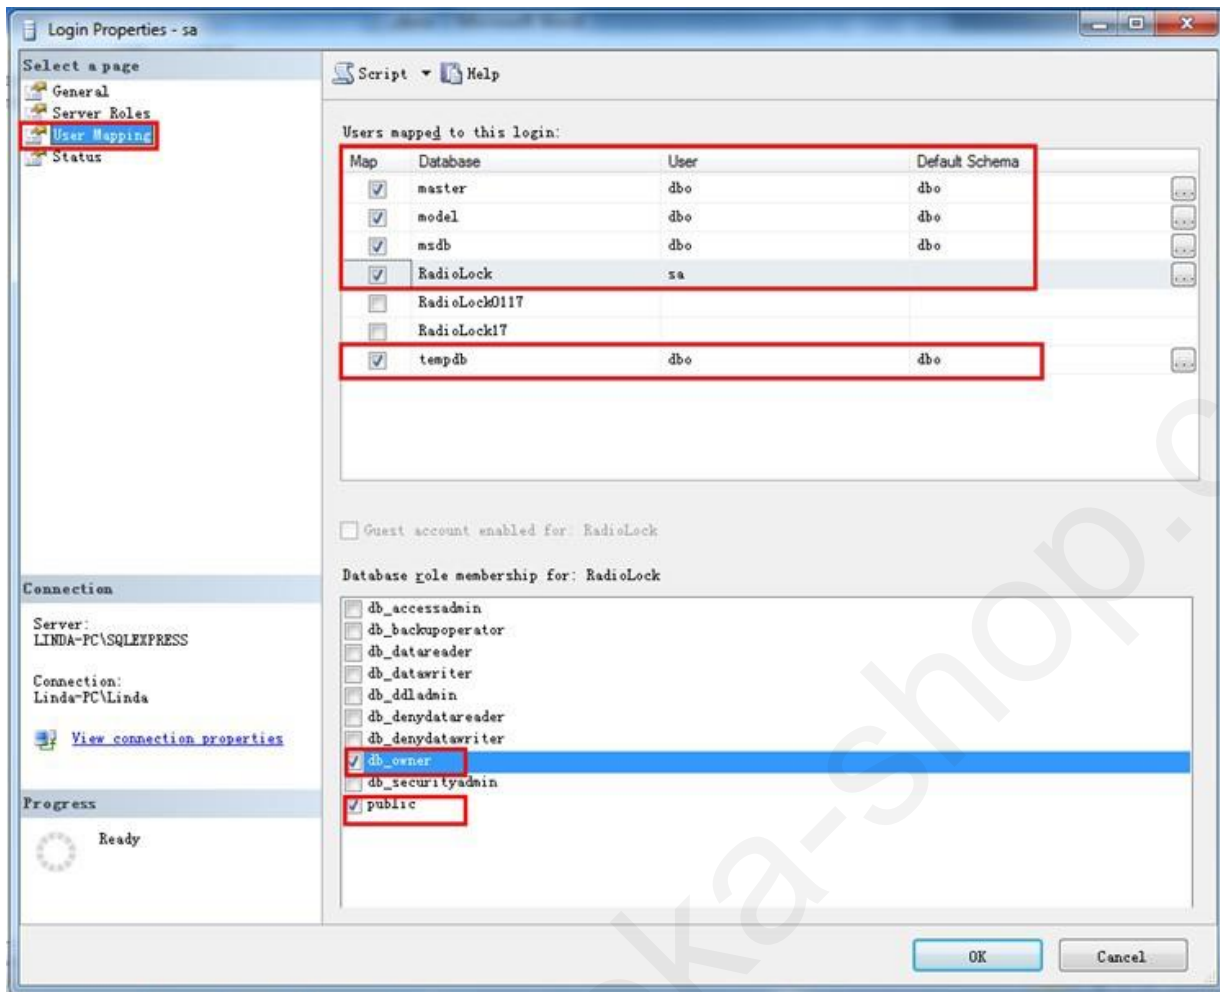 Login Properties - sa
Select a page
General
Server Roles
User Mapping
Status
Script Help
Users mapped to this login:
Map Database User Default Schema
master dbo dbo
model dbo dbo
msdb dbo dbo
RadioLock sa
RadioLock0117
RadioLock17
tempdb dbo dbo
Guest account enabled for: RadioLock
Database role membership for: RadioLock
db_accessadmin
db_backupoperator
db_datareader
db_datawriter
db_ddladmin
db_denydatareader
db_denydatawriter
db_owner
db_securityadmin
public
Connection
Server:
LINDA-PC\SQLEXPRESS
Connection:
Linda-PC\Linda
View connection properties
Progress
Ready
OK Cancel